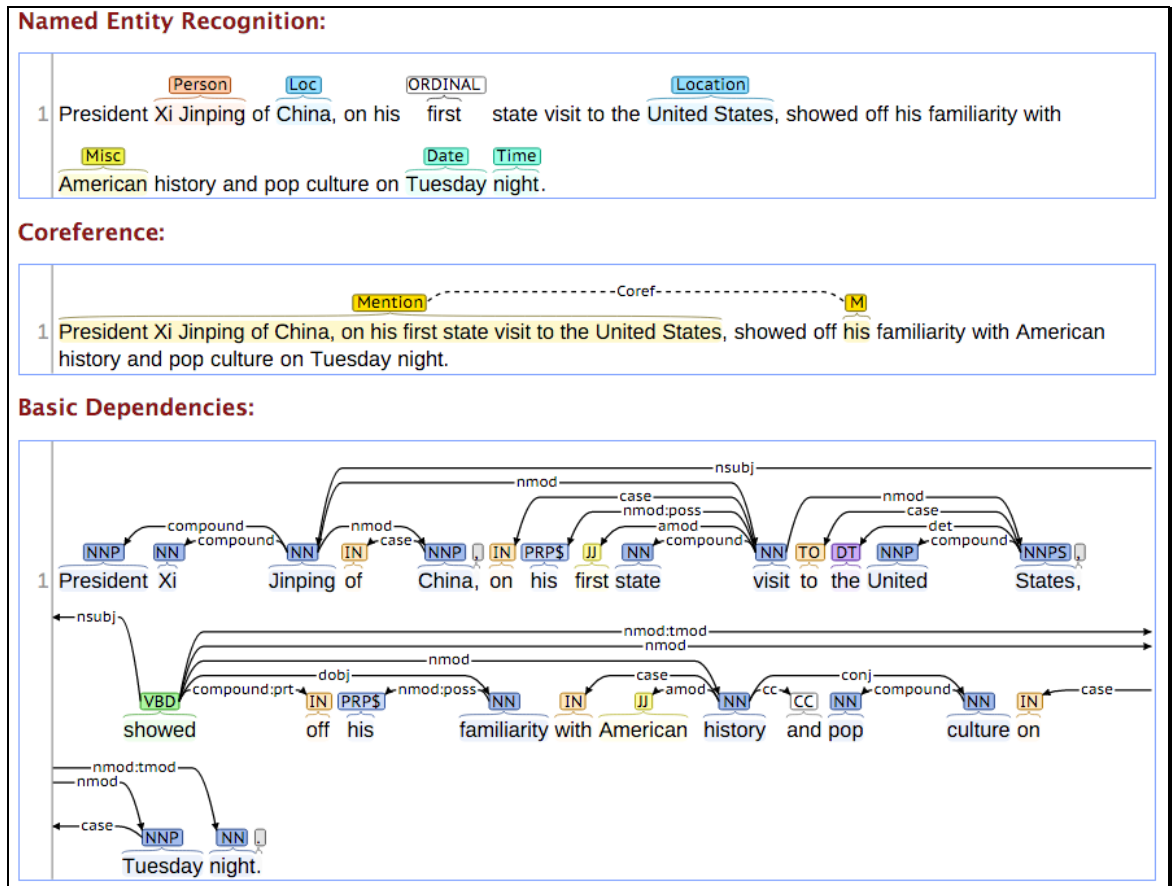 Named Entity Recognition:
Person Loc ORDINAL Location
1 President Xi Jinping of China, on his first state visit to the United States, showed off his familiarity with
Misc Date Time
American history and pop culture on Tuesday night.
Coreference:
Mention Coref M
1 President Xi Jinping of China, on his first state visit to the United States, showed off his familiarity with American
history and pop culture on Tuesday night.
Basic Dependencies:
nsubj
nmod
case nmod
nmod:poss case
compound nmod amod det
compound case compound compound
NNP NN NN IN NNP , IN PRP$ JJ NN NN TO DT NNP NNPS ,
1 President Xi Jinping of China, on his first state visit to the United States,
nsubj
nmod:tmod
nmod
nmod
dobj case conj
compound:prt nmod:poss amod cc compound case
VBD IN PRP$ NN IN JJ NN CC NN NN IN
showed off his familiarity with American history and pop culture on
nmod:tmod
nmod
case
NNP NN .
Tuesday night.